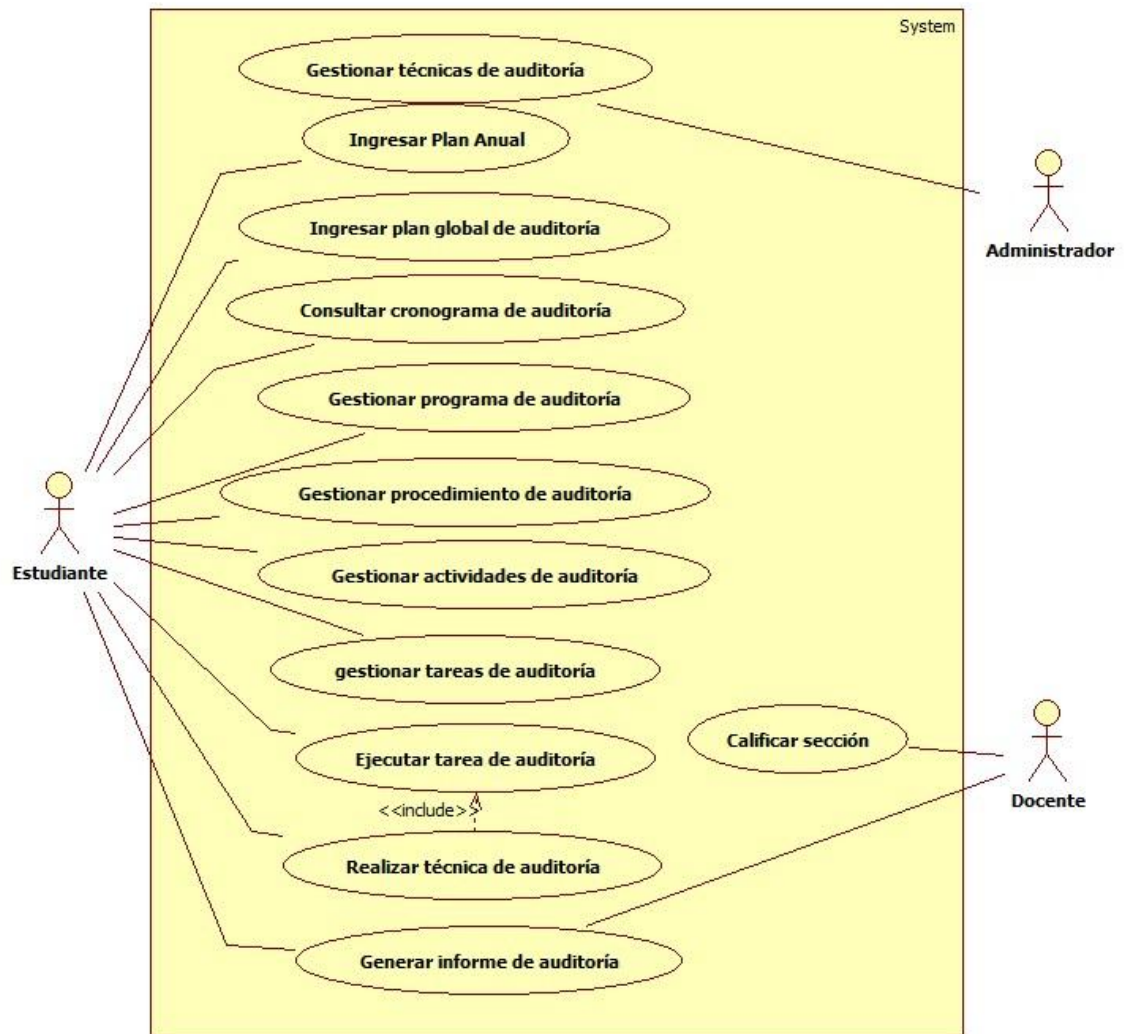 System
Gestionar técnicas de auditoría
Ingresar Plan Anual
Ingresar plan global de auditoría
Administrador
Consultar cronograma de auditoría
Gestionar programa de auditoría
Gestionar procedimiento de auditoría
Estudiante
Gestionar actividades de auditoría
gestionar tareas de auditoría
Calificar sección
Ejecutar tarea de auditoría
Docente
<<include>>
Realizar técnica de auditoría
Generar informe de auditoría